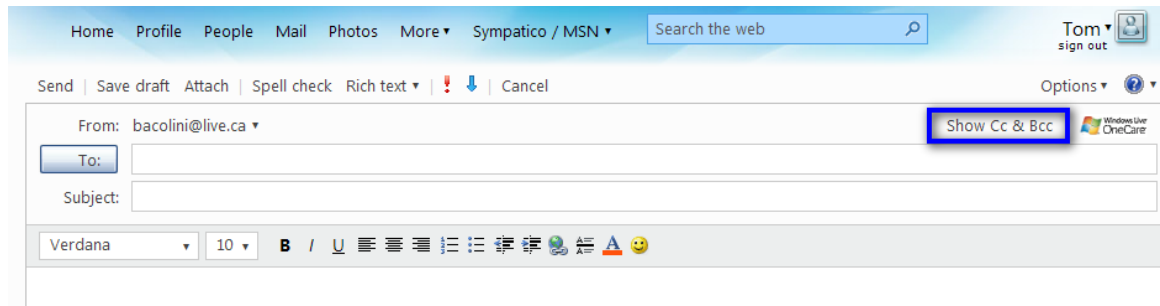 Home Profile People Mail Photos More Sympatico / MSN Search the web Tom
sign out
Send | Save draft Attach | Spell check Rich text | | Cancel Options
From: bacolini@live.ca Show Cc & Bcc Windows Live OneCare
To:
Subject:
Verdana 10 B I U A